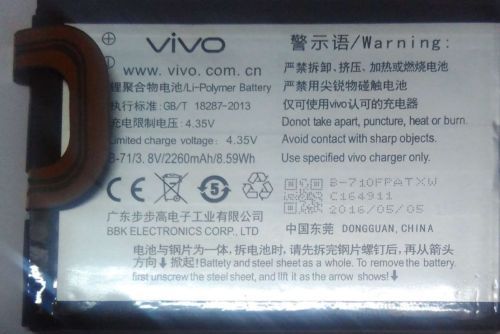 vivo
www.vivo.com.cn
锂聚合物电池/Li-Polymer Battery
执行标准: GB/T 18287-2013
充电限制电压: 4.35V
Limited charge voltage: 4.35V
B-71/3.8V/2260mAh/8.59Wh
CE
5
广东步步高电子工业有限公司
BBK ELECTRONICS CORP., LTD.
警示语/Warning
严禁拆卸、挤压、加热或燃烧电池
严禁用尖锐物碰触电池
仅可使用vivo认可的充电器
Donot take apart, puncture, heat or burn.
Avoid contact with sharp objects.
Use specified vivo charger only.
B-710FPATXW
C164911
2016/05/05
中国东莞 DONGGUAN, CHINA
电池与钢片为一体、拆电池时、请先拆完钢片螺钉后、再从箭头
方向 掀起! Battety and steel sheet as a whole. To remove the battery,
first unscrew the steel sheet, and lift it as the arrow shows!